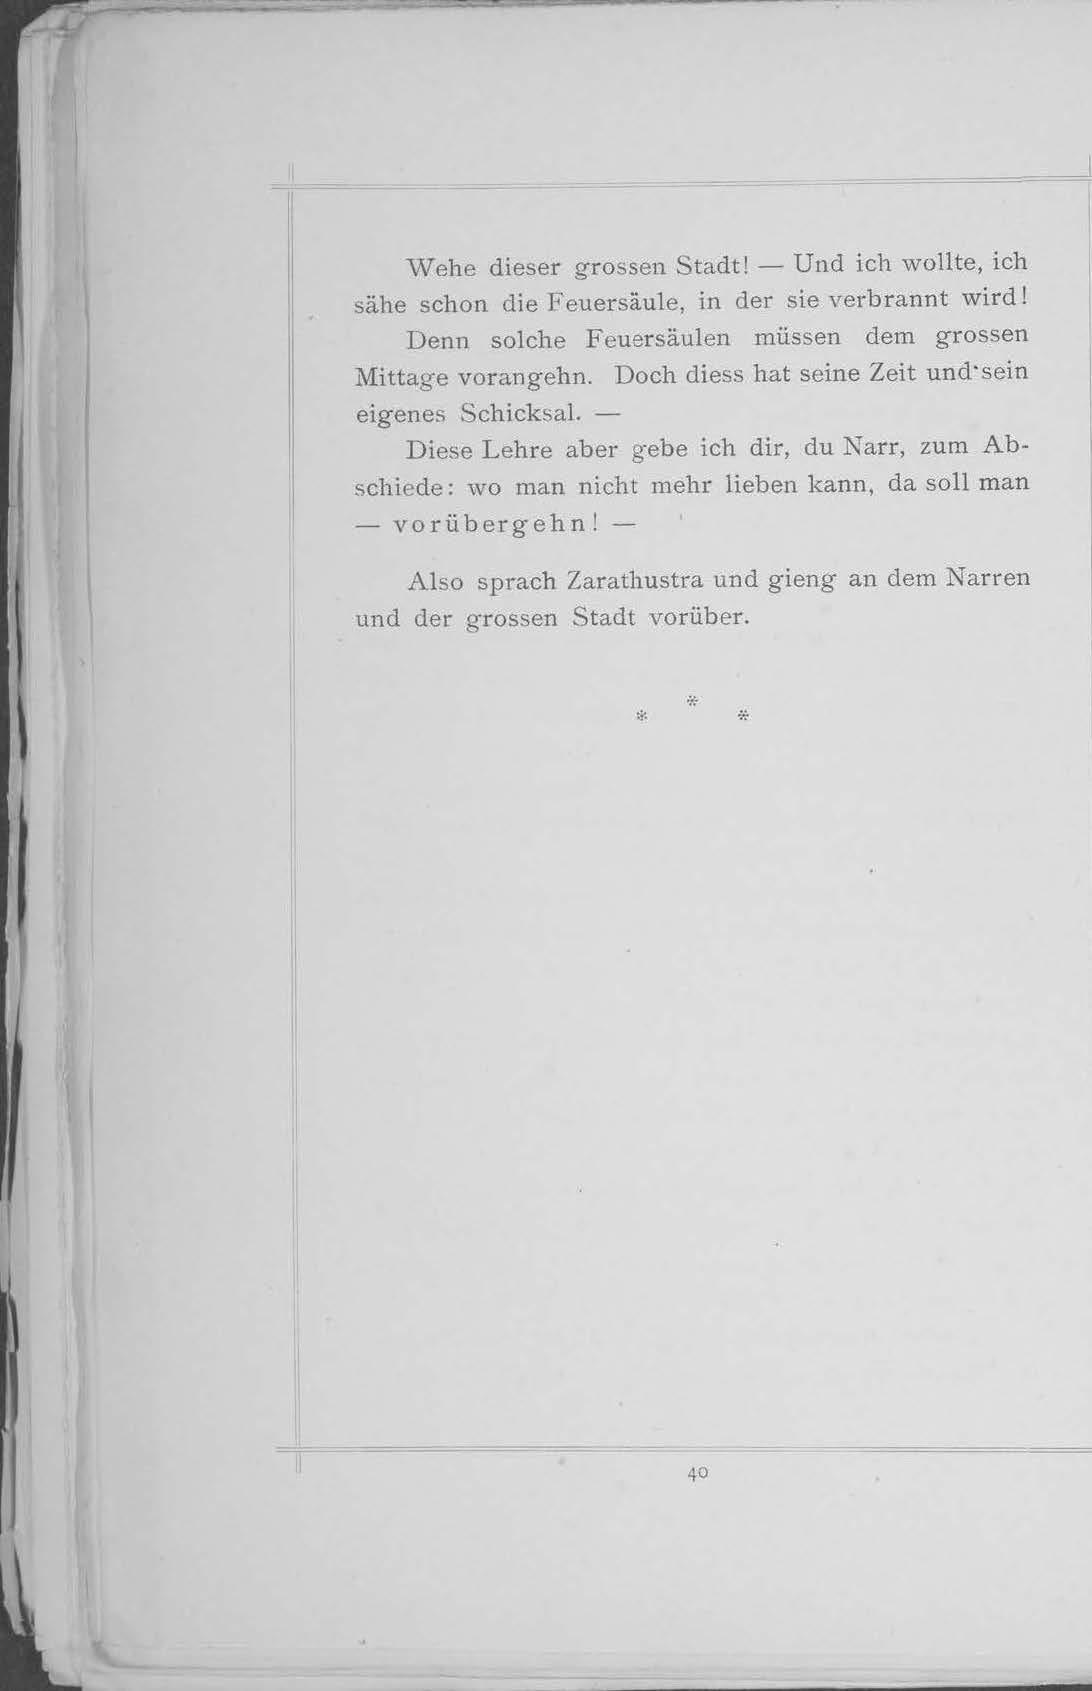 Wehe dieser grossen Stadt! — Und ich wollte, ich
sähe schon die Feuersäule, in der sie verbrannt wird!
Denn solche Feuersäulen müssen dem grossen
Mittage vorangehn. Doch diess hat seine Zeit und sein
eigenes Schicksal. —
Diese Lehre aber gebe ich dir, du Narr, zum Ab-
schiede: wo man nicht mehr lieben kann, da soll man
— vorübergehn! —
Also sprach Zarathustra und gieng an dem Narren
und der grossen Stadt vorüber.
* * *
40